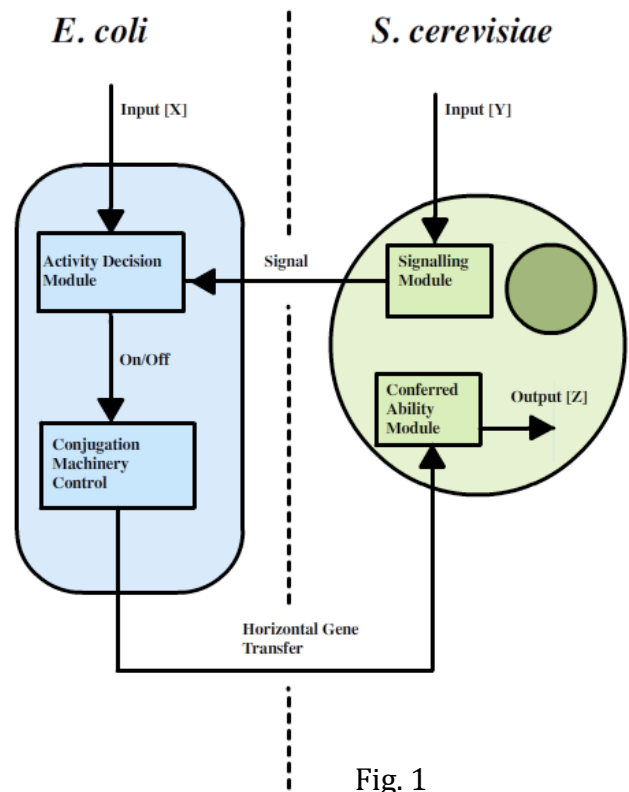 E. coli
S. cerevisiae
Input [X]
Input [Y]
Activity Decision
Module
Signal
Signalling
Module
On/Off
Conferred
Ability
Module
Output [Z]
Conjugation
Machinery
Control
Horizontal Gene
Transfer
Fig. 1